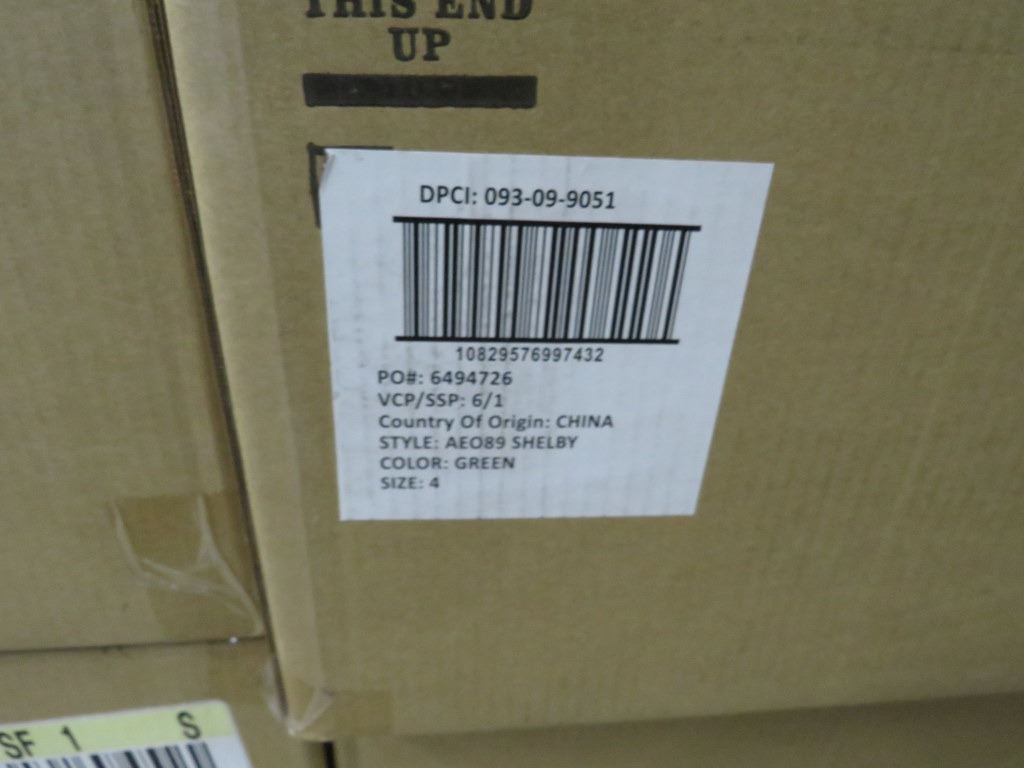 THIS END
UP
DPCI: 093-09-9051
10829576997432
PO#: 6494726
VCP/SSP: 6/1
Country Of Origin: CHINA
STYLE: AEO89 SHELBY
COLOR: GREEN
SIZE: 4
SF 1 S